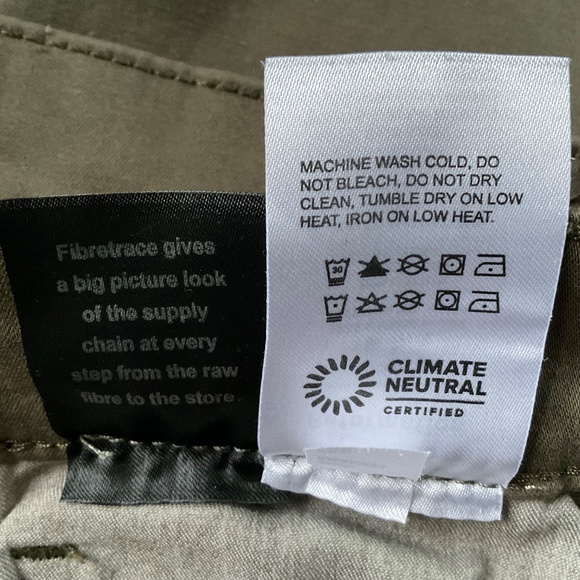 Fibretrace gives
a big picture look
of the supply
chain at every
step from the raw
fibre to the store
MACHINE WASH COLD, DO
NOT BLEACH, DO NOT DRY
CLEAN, TUMBLE DRY ON LOW
HEAT, IRON ON LOW HEAT.
30
CLIMATE
NEUTRAL
CERTIFIED